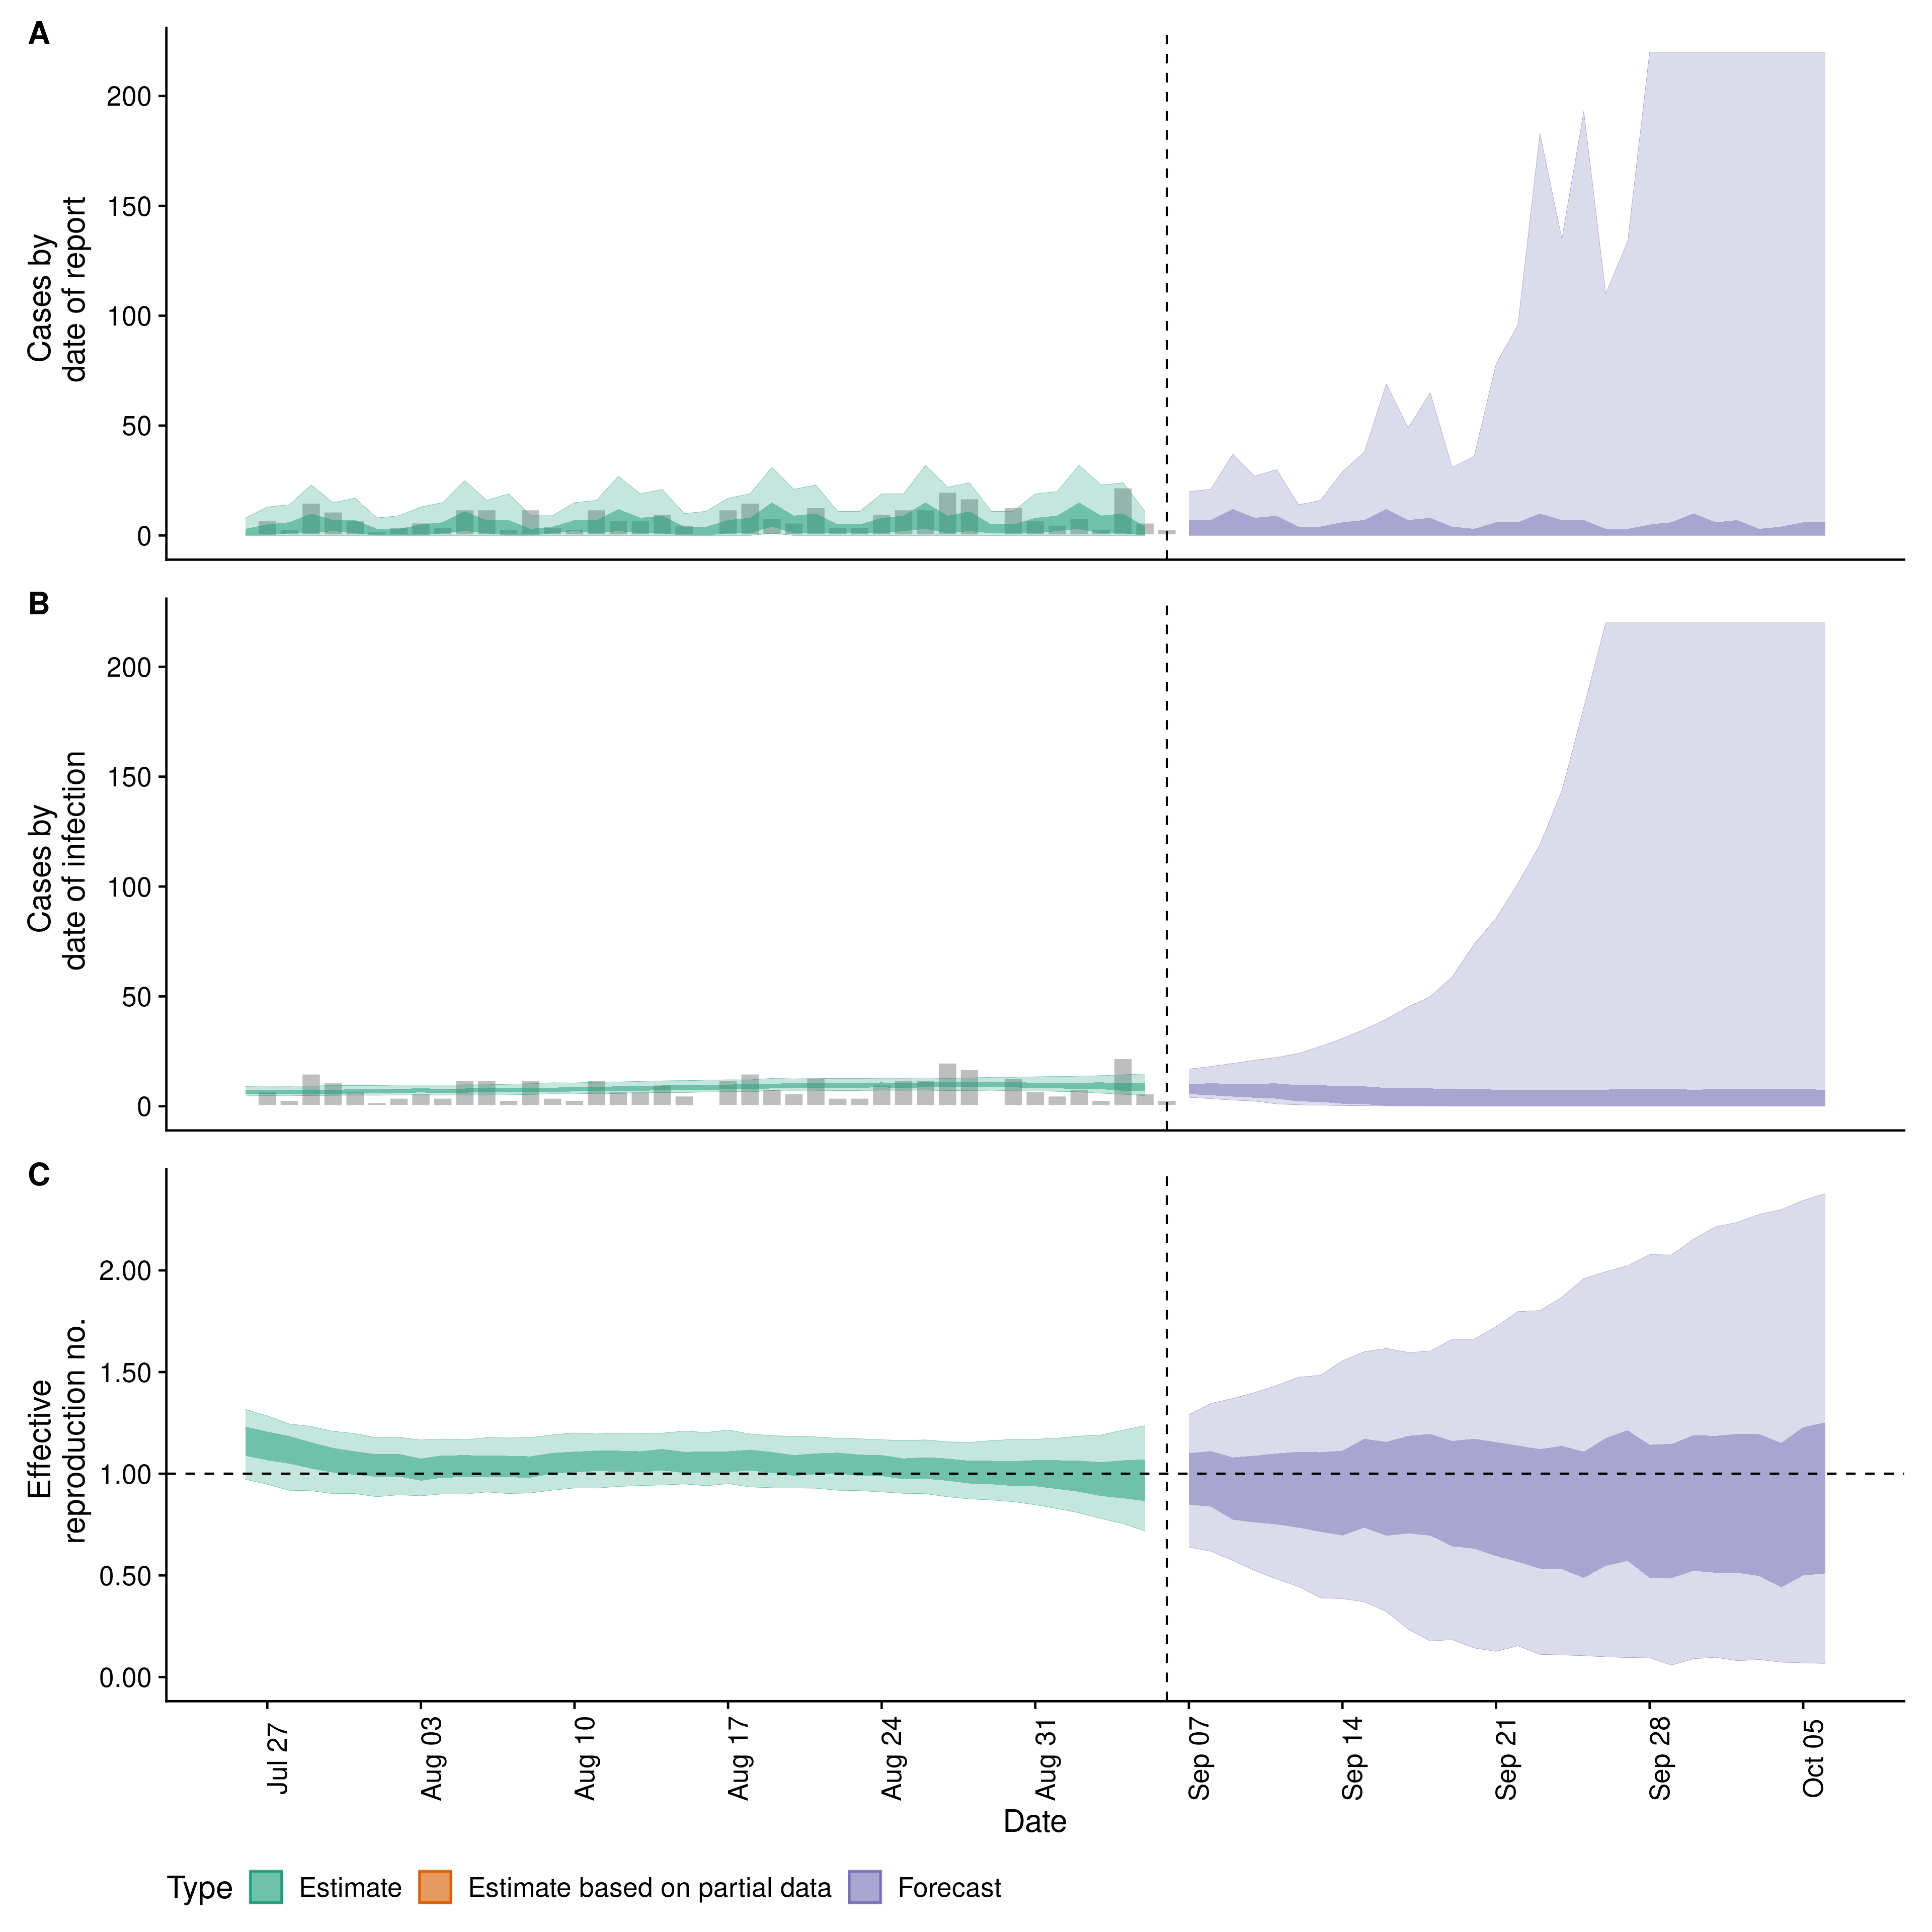 A
Cases by
date of report
200
150
100
50
0
B
Cases by
date of infection
200
150
100
50
0
C
Effective
reproduction no.
2.00
1.50
1.00
0.50
0.00
Jul 27
Aug 03
Aug 10
Aug 17
Aug 24
Aug 31
Sep 07
Sep 14
Sep 21
Sep 28
Oct 05
Date
Type Estimate Estimate based on partial data Forecast